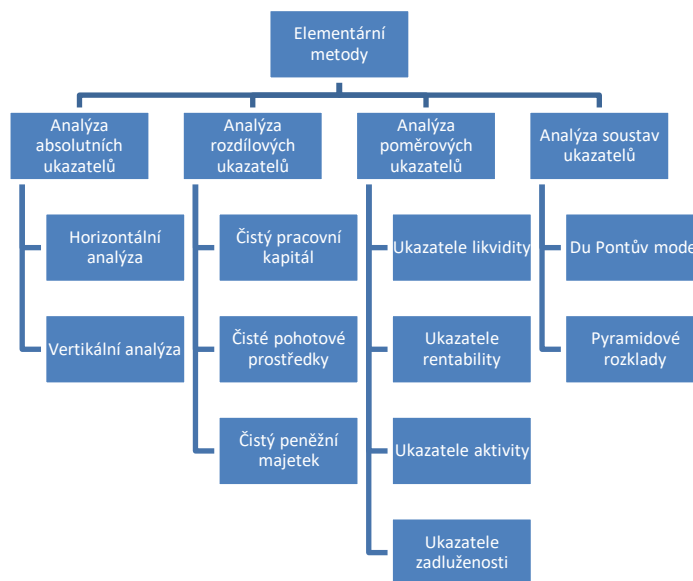 Elementární
metody
Analýza
absolutních
ukazatelů
Analýza
rozdílových
ukazatelů
Analýza
poměrových
ukazatelů
Analýza soustav
ukazatelů
Horizontální
analýza
Čistý pracovní
kapitál
Ukazatele likvidity
Du Pontův mode
Vertikální analýza
Čisté pohotové
prostředky
Ukazatele
rentability
Pyramidové
rozklady
Čistý peněžní
majetek
Ukazatele aktivity
Ukazatele
zadluženosti